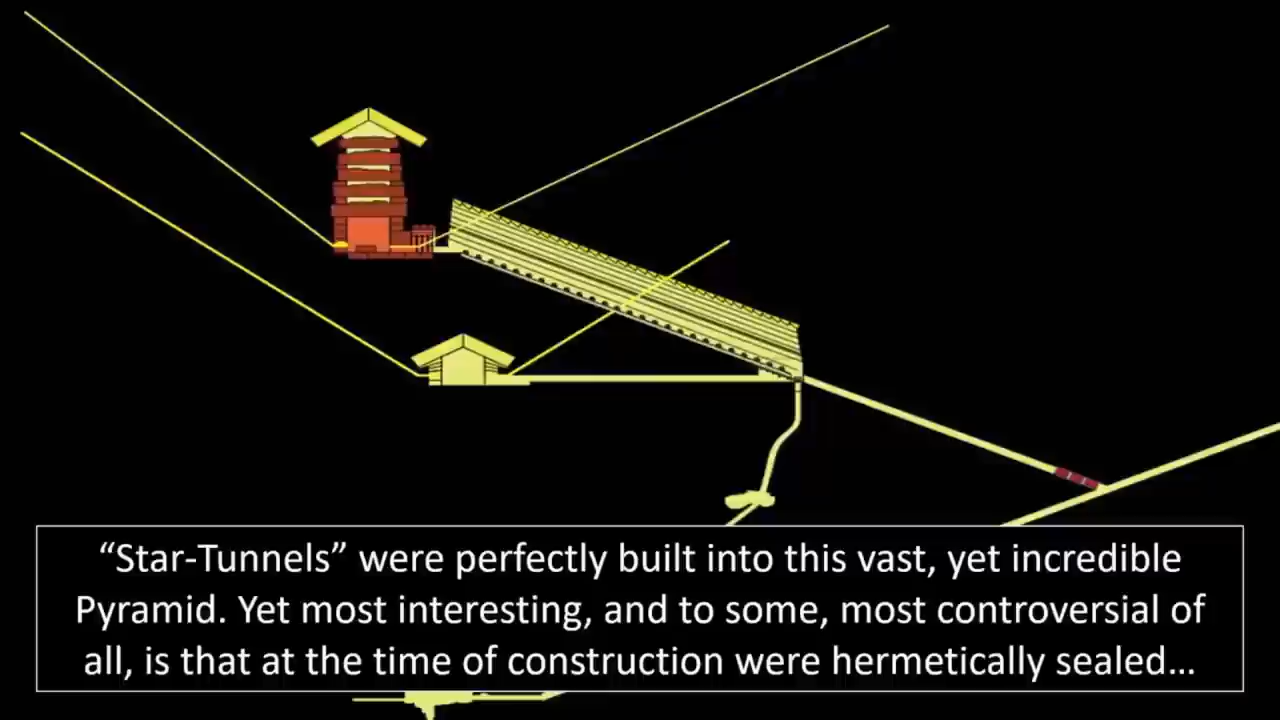 “Star-Tunnels” were perfectly built into this vast, yet incredible
Pyramid. Yet most interesting, and to some, most controversial of
all, is that at the time of construction were hermetically sealed...